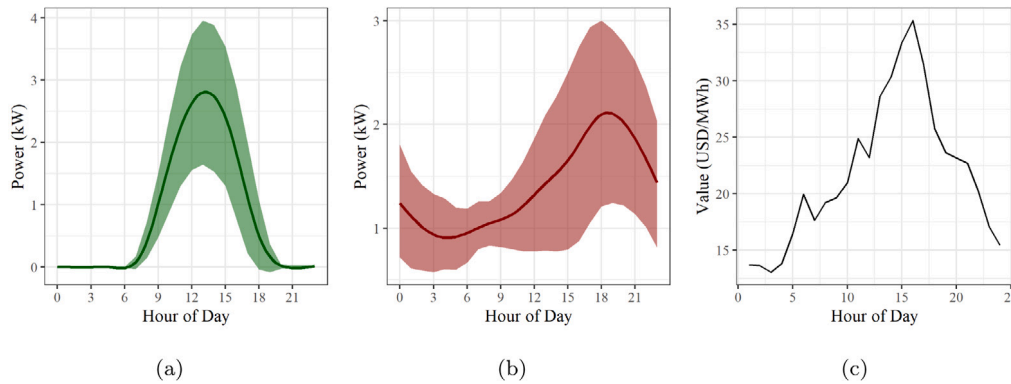 4
3
2
1
0
Power (kW)
0 3 6 9 12 15 18 21
Hour of Day
(a)
3
2
1
Power (kW)
0 3 6 9 12 15 18 21
Hour of Day
(b)
35
30
25
20
15
Value (USD/MWh)
0 5 10 15 20 25
Hour of Day
(c)